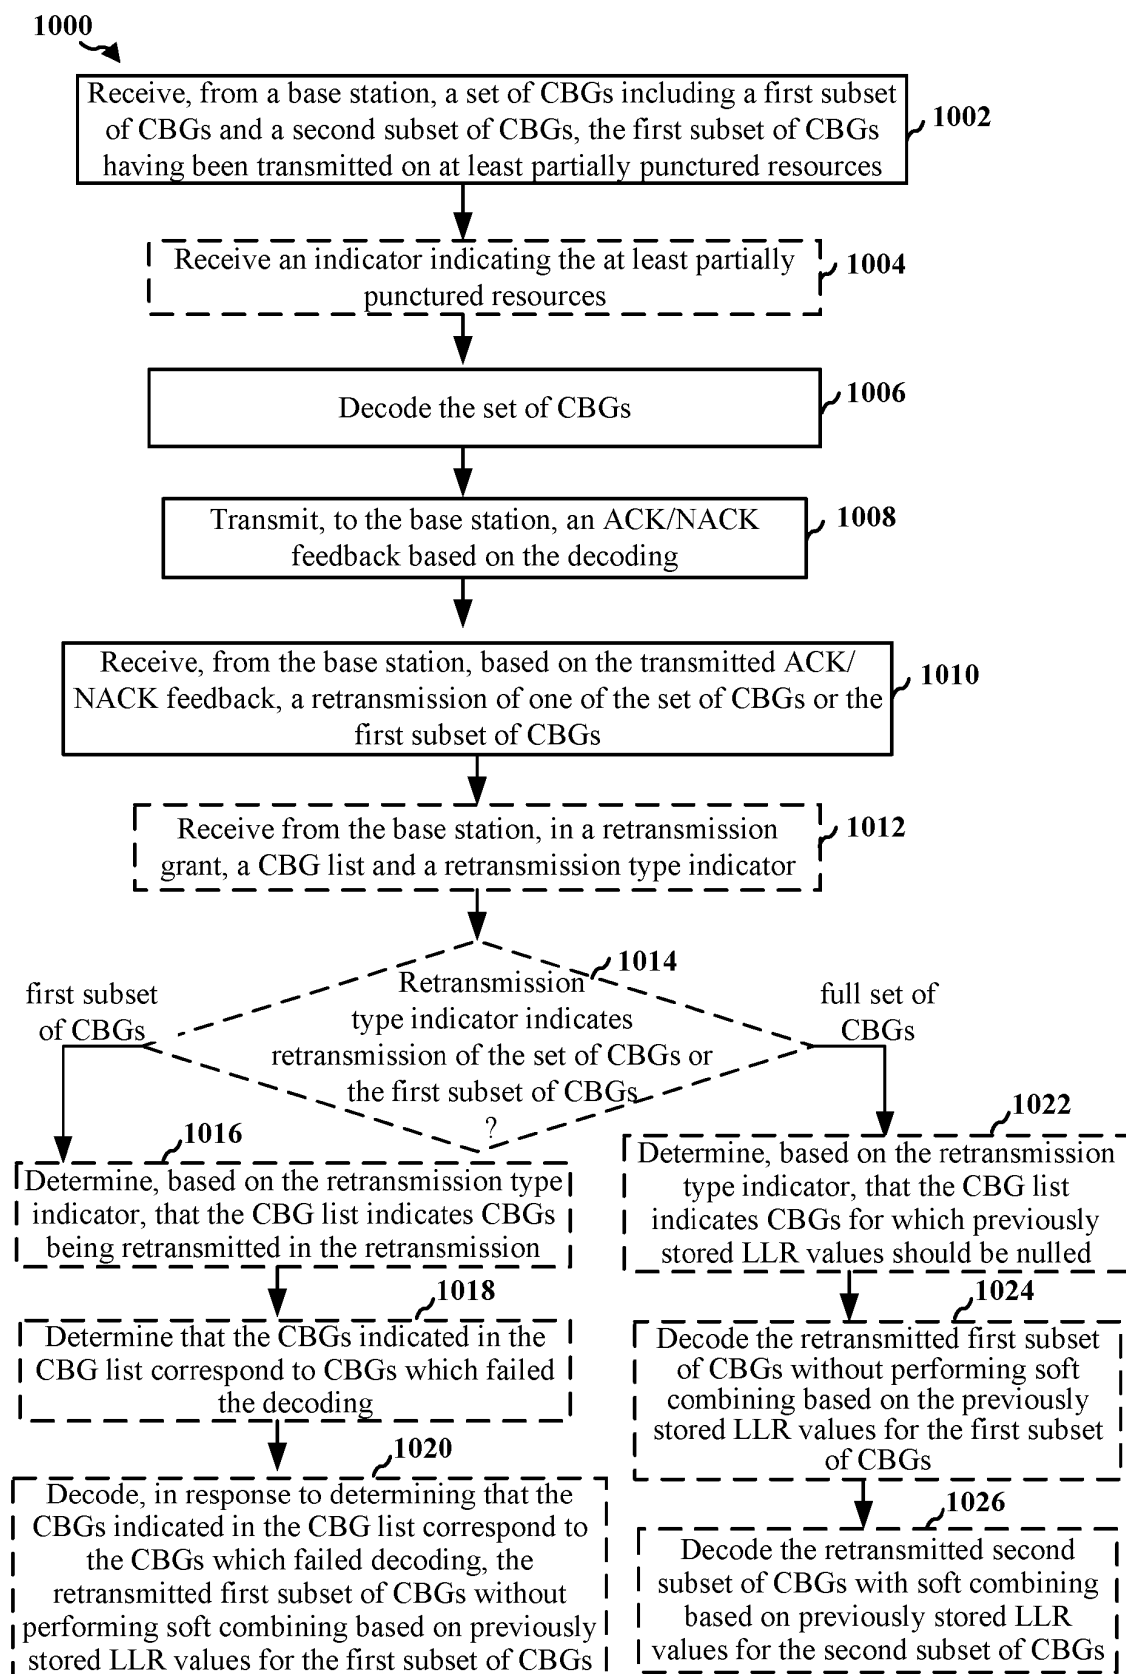 1000
Receive, from a base station, a set of CBGs including a first subset
of CBGs and a second subset of CBGs, the first subset of CBGs
having been transmitted on at least partially punctured resources
1002
Receive an indicator indicating the at least partially
punctured resources
1004
Decode the set of CBGs
1006
Transmit, to the base station, an ACK/NACK
feedback based on the decoding
1008
Receive, from the base station, based on the transmitted ACK/
NACK feedback, a retransmission of one of the set of CBGs or the
first subset of CBGs
1010
Receive from the base station, in a retransmission
grant, a CBG list and a retransmission type indicator
1012
1014
Retransmission
type indicator indicates
retransmission of the set of CBGs or
the first subset of CBGs
?
first subset
of CBGs
full set of
CBGs
1016
Determine, based on the retransmission type
indicator, that the CBG list indicates CBGs
being retransmitted in the retransmission
1018
Determine that the CBGs indicated in the
CBG list correspond to CBGs which failed
the decoding
1020
Decode, in response to determining that the
CBGs indicated in the CBG list correspond to
the CBGs which failed decoding, the
retransmitted first subset of CBGs without
performing soft combining based on previously
stored LLR values for the first subset of CBGs
1022
Determine, based on the retransmission
type indicator, that the CBG list
indicates CBGs for which previously
stored LLR values should be nulled
1024
Decode the retransmitted first subset
of CBGs without performing soft
combining based on the previously
stored LLR values for the first subset
of CBGs
1026
Decode the retransmitted second
subset of CBGs with soft combining
based on previously stored LLR
values for the second subset of CBGs